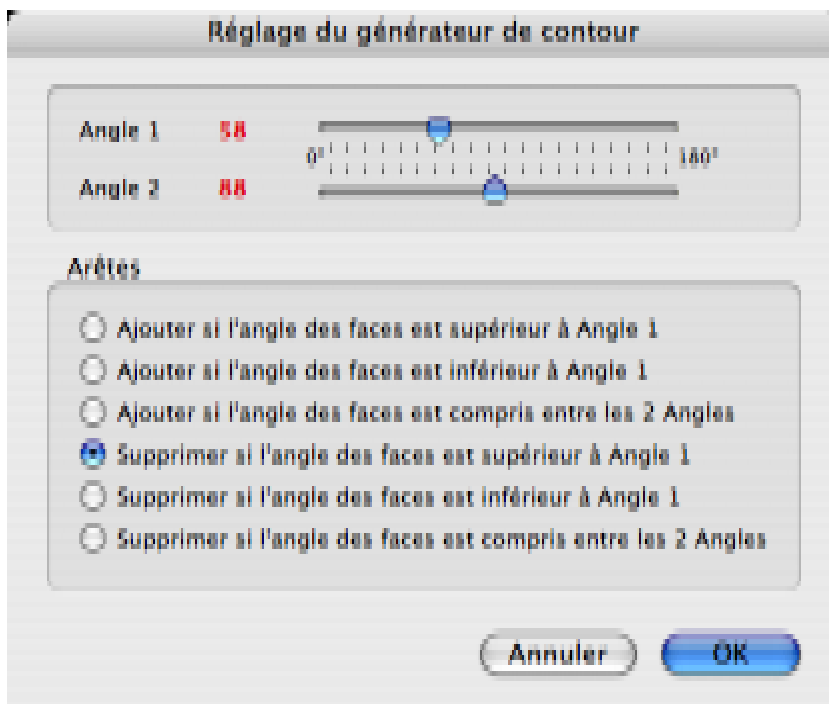 Réglage du générateur de contour
Angle 1 58
0° 180°
Angle 2 88
Arêtes
Ajouter si l'angle des faces est supérieur à Angle 1
Ajouter si l'angle des faces est inférieur à Angle 1
Ajouter si l'angle des faces est compris entre les 2 Angles
Supprimer si l'angle des faces est supérieur à Angle 1
Supprimer si l'angle des faces est inférieur à Angle 1
Supprimer si l'angle des faces est compris entre les 2 Angles
Annuler OK